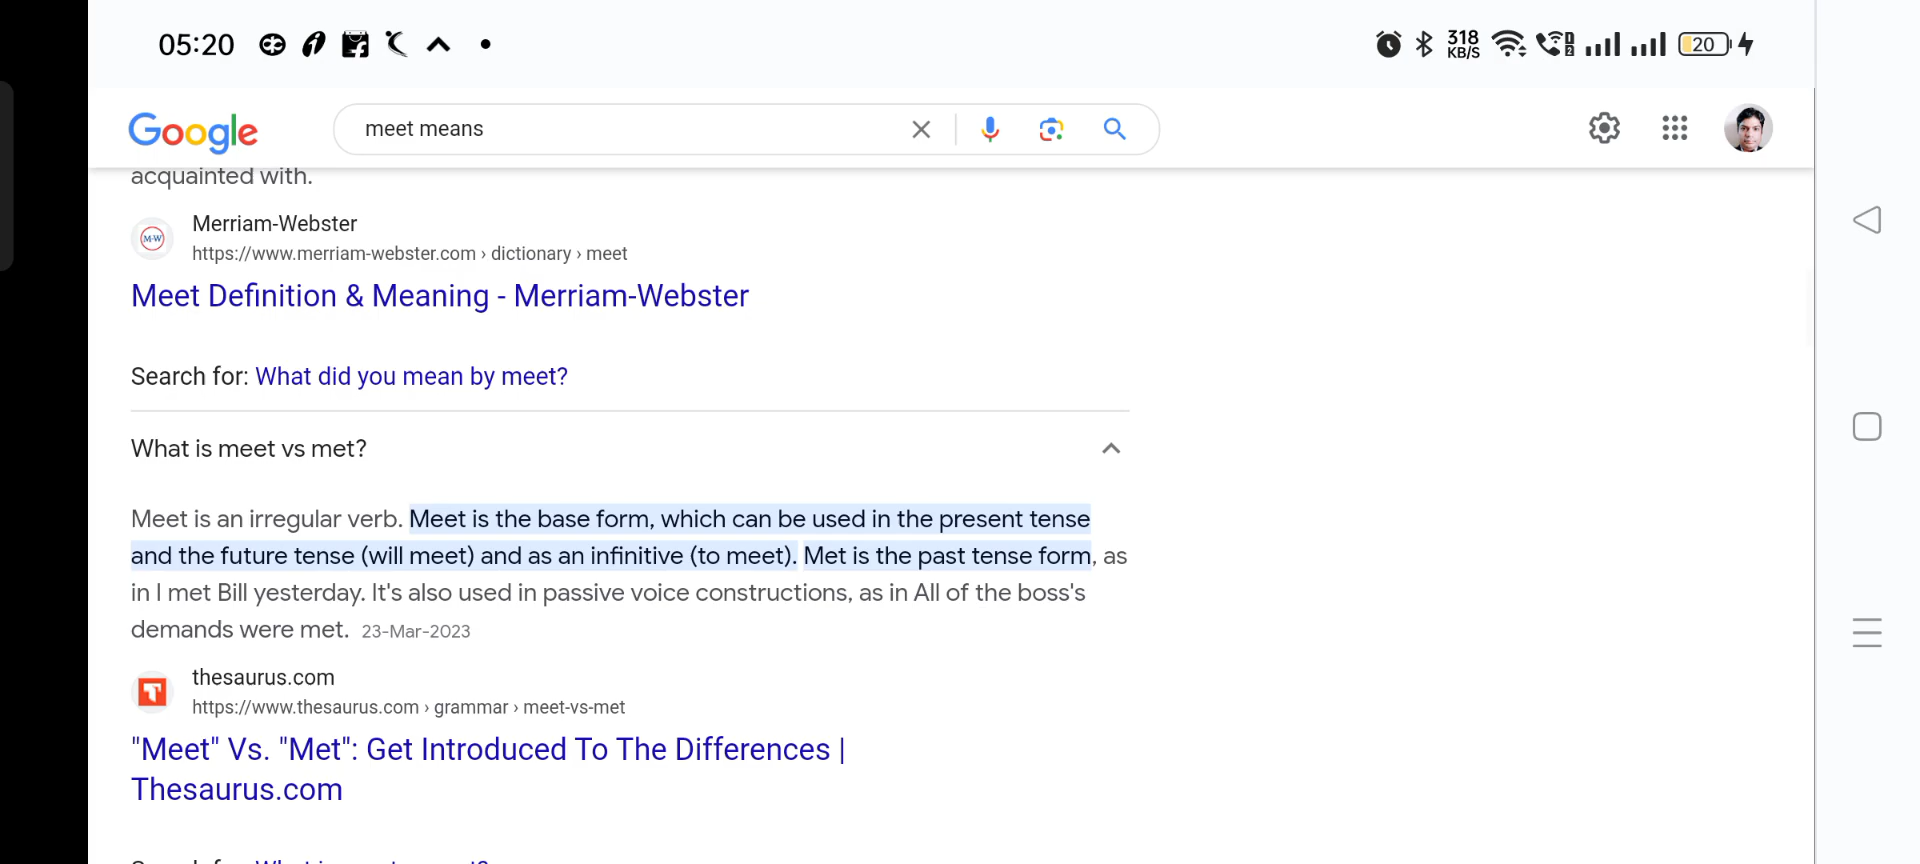 05:20
318
KB/S
20
Google
meet means
acquainted with.
Merriam-Webster
M-W
https://www.merriam-webster.com › dictionary › meet
Meet Definition & Meaning - Merriam-Webster
Search for: What did you mean by meet?
What is meet vs met?
Meet is an irregular verb. Meet is the base form, which can be used in the present tense
and the future tense (will meet) and as an infinitive (to meet). Met is the past tense form, as
in I met Bill yesterday. It's also used in passive voice constructions, as in All of the boss's
demands were met. 23-Mar-2023
thesaurus.com
https://www.thesaurus.com › grammar › meet-vs-met
"Meet" Vs. "Met": Get Introduced To The Differences |
Thesaurus.com